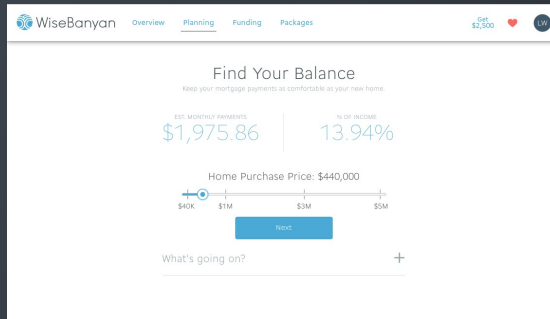 WiseBanyan
Overview Planning Funding Packages
Get
$2,500
LW
Find Your Balance
Keep your mortgage payments as comfortable as your new home.
EST. MONTHLY PAYMENTS
$1,975.86
% OF INCOME
13.94%
Home Purchase Price: $440,000
$40K $1M $3M $5M
Next
What's going on?